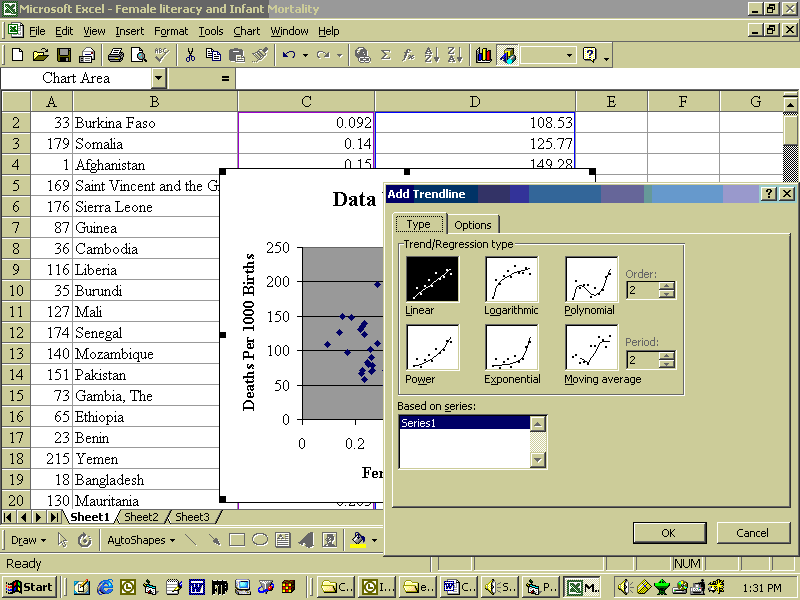 Microsoft Excel - Female literacy and Infant Mortality
File Edit View Insert Format Tools Chart Window Help
Chart Area =
A B C D E F G
2 33 Burkina Faso 0.092 108.53
3 179 Somalia 0.14 125.77
4 1 Afghanistan 0.15 149.28
5 169 Saint Vincent and the G
6 176 Sierra Leone
7 87 Guinea
8 36 Cambodia
9 116 Liberia
10 35 Burundi
11 127 Mali
12 174 Senegal
13 140 Mozambique
14 151 Pakistan
15 73 Gambia, The
16 65 Ethiopia
17 23 Benin
18 215 Yemen
19 18 Bangladesh
20 130 Mauritania
Data
Deaths Per 1000 Births
250
200
150
100
50
0
0 0.2
Fer
Add Trendline
Type Options
Trend/Regression type
Linear Logarithmic Polynomial
Order:
2
Power Exponential Moving average
Period:
2
Based on series:
Series1
OK Cancel
Sheet1 Sheet2 Sheet3
Draw AutoShapes
Ready NUM
Start C.. I... e.. C.. S.. P.. M.. 1:31 PM